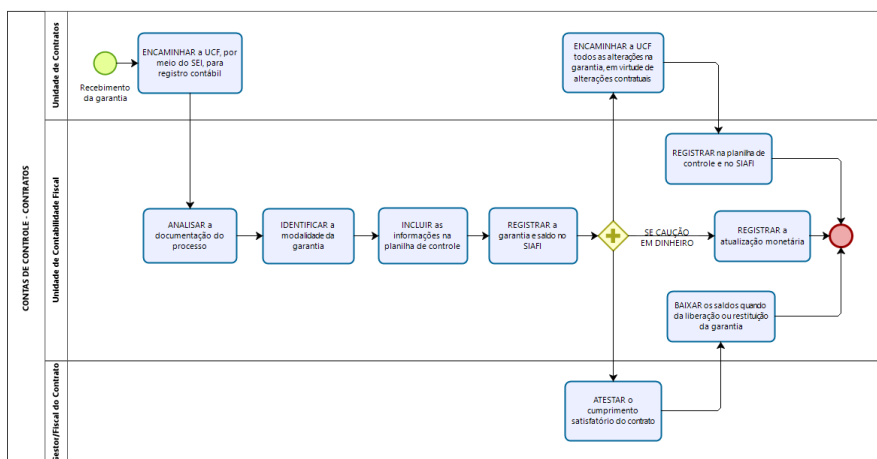 CONTAS DE CONTROLE - CONTRATOS
Unidade de Contratos
Recebimento
da garantia
ENCAMINHAR a UCF, por
meio do SEI, para
registro contábil
ENCAMINHAR a UCF
todos as alterações na
garantia, em virtude de
alterações contratuais
Unidade de Contabilidade Fiscal
REGISTRAR na planilha de
controle e no SIAFI
ANALISAR a
documentação do
processo
IDENTIFICAR a
modalidade da
garantia
INCLUIR as
informações na
planilha de controle
REGISTRAR a
garantia e saldo no
SIAFI
SE CAUÇÃO
EM DINHEIRO
REGISTRAR a
atualização monetária
BAIXAR os saldos quando
da liberação ou restituição
da garantia
Gestor/Fiscal do Contrato
ATESTAR o
cumprimento
satisfatório do contrato